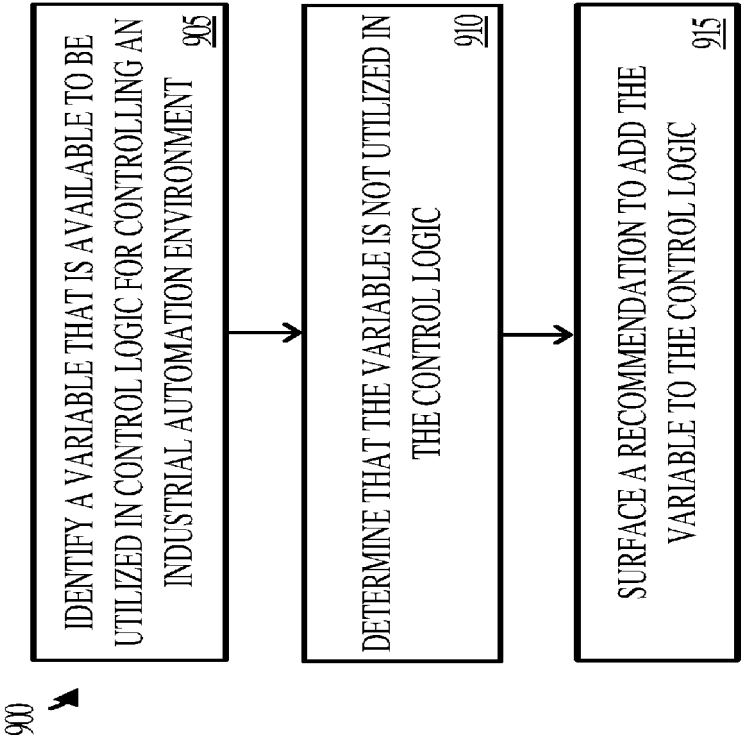 900
IDENTIFY A VARIABLE THAT IS AVAILABLE TO BE
UTILIZED IN CONTROL LOGIC FOR CONTROLLING AN
INDUSTRIAL AUTOMATION ENVIRONMENT
905
DETERMINE THAT THE VARIABLE IS NOT UTILIZED IN
THE CONTROL LOGIC
910
SURFACE A RECOMMENDATION TO ADD THE
VARIABLE TO THE CONTROL LOGIC
915